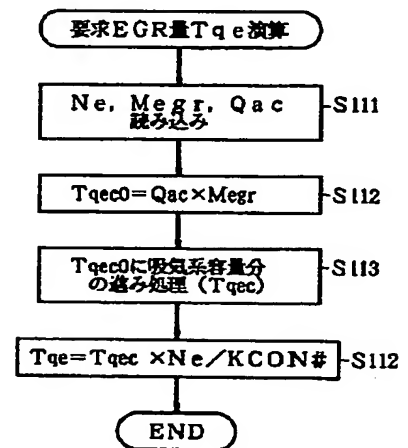 要求EGR量Tqe演算
Ne, Megr, Qac
読み込み
S111
Tqec0=Qac×Megr
S112
Tqec0に吸気系容量分
の進み処理(Tqec)
S113
Tqe=Tqec ×Ne/KCON#
S112
END